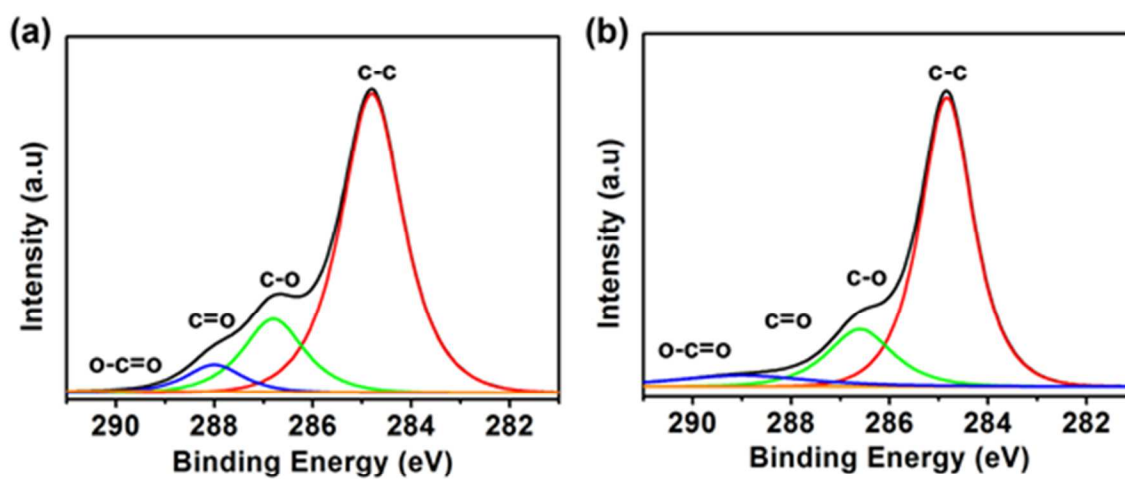 (a)
C-C
C-O
C=O
O-C=O
Intensity (a.u)
290 288 286 284 282
Binding Energy (eV)
(b)
C-C
C-O
C=O
O-C=O
Intensity (a.u)
290 288 286 284 282
Binding Energy (eV)